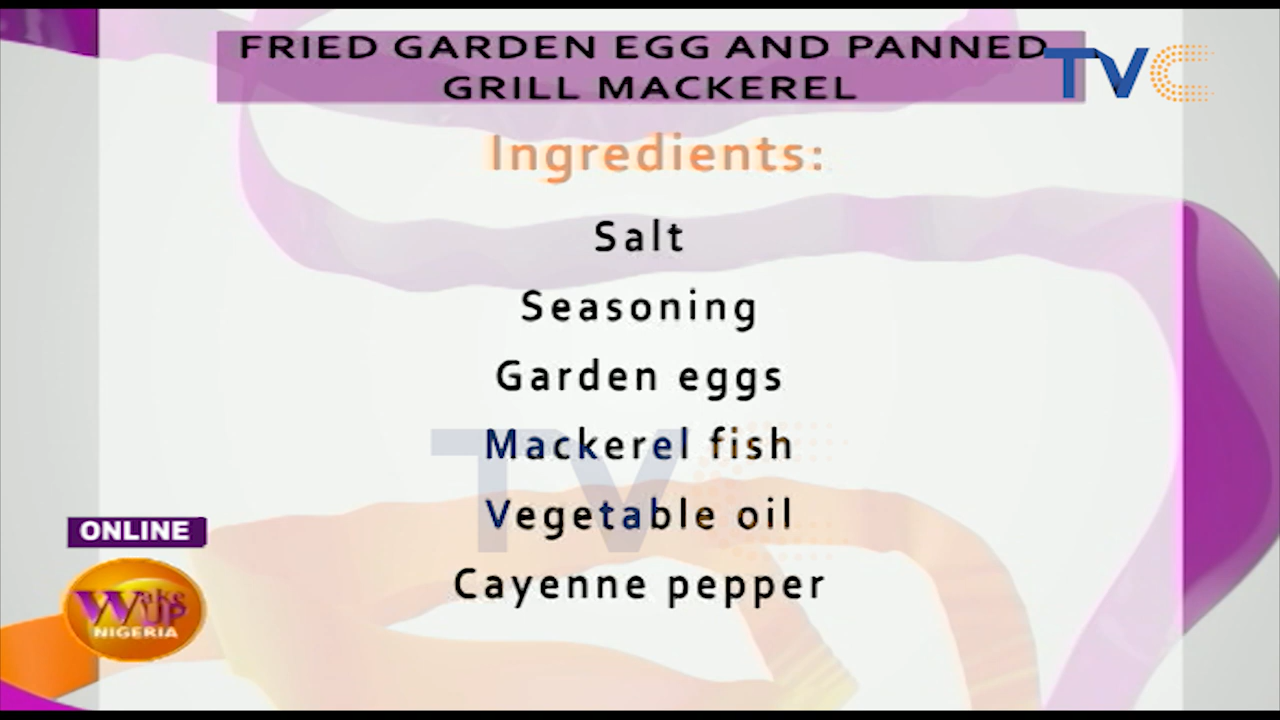 FRIED GARDEN EGG AND PANNED
GRILL MACKEREL
TVC
Ingredients:
Salt
Seasoning
Garden eggs
Mackerel fish
Vegetable oil
Cayenne pepper
TVC
ONLINE
Wake
UP
NIGERIA